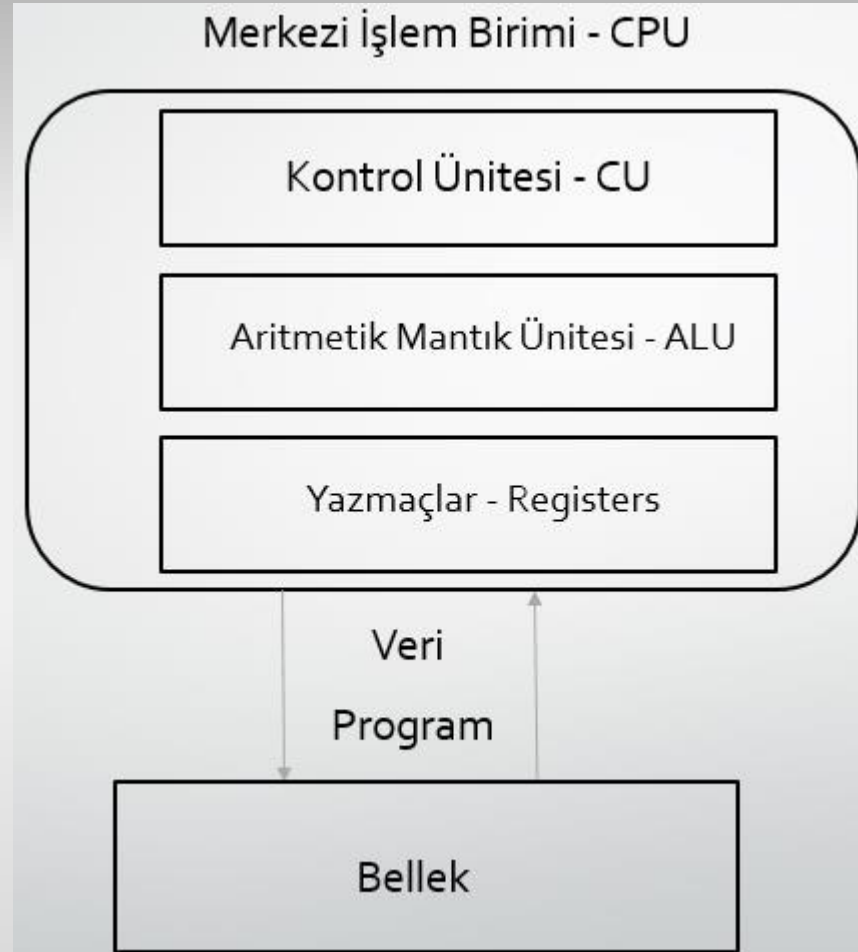 Merkezi İşlem Birimi - CPU
Kontrol Ünitesi - CU
Aritmetik Mantık Ünitesi - ALU
Yazmaçlar - Registers
Veri
Program
Bellek